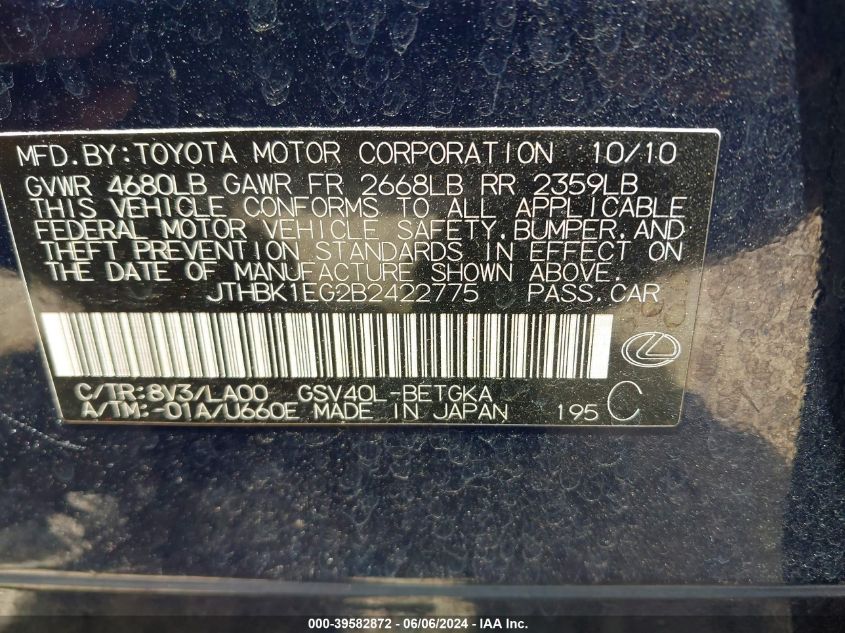 MFD.BY:TOYOTA MOTOR CORPORATION 10/10
GVWR 4680LB GAWR FR 2668LB RR 2359LB
THIS VEHICLE CONFORMS TO ALL APPLICABLE
FEDERAL MOTOR VEHICLE SAFETY,BUMPER,AND
THEFT PREVENTION STANDARDS IN EFFECT ON
THE DATE OF MANUFACTURE SHOWN ABOVE.
JTHBK1EG2B2422775 PASS.CAR
C/TR:8V3/LA00 GSV40L-BETGKA
A/TM:-01A/U660E MADE IN JAPAN 195 C
000-39582872 - 06/06/2024 - IAA Inc.